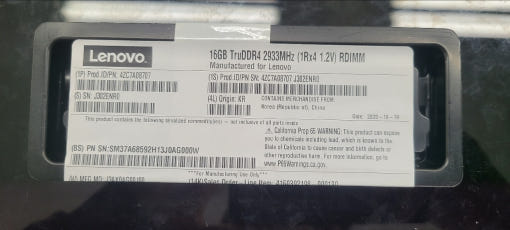 Lenovo
16GB TruDDR4 2933MHz (1Rx4 1.2V) RDIMM
Manufactured for Lenovo
(1P) Prod.ID/PN: 4ZC7A08707
(1S) Prod.ID/PN SN: 4ZC7A08707 J302ENR0
(S) SN: J302ENR0
(4L) Origin: KR
CONTAINS MERCHANDISE FROM:
Korea (Republic of), China
Date:
This product contains the following serialized commodity(ies) - not inclusive of all parts inside
⚠ California Prop 65 WARNING: This product can expose
you to chemicals including lead, which is known to the State of
California to cause cancer and birth defects or
other reproductive harm. For more information, go to
www.P65Warnings.ca.gov.
(8S) PN SN:SM37A68592H13J0AG000W
***For Manufacturing Use Only***